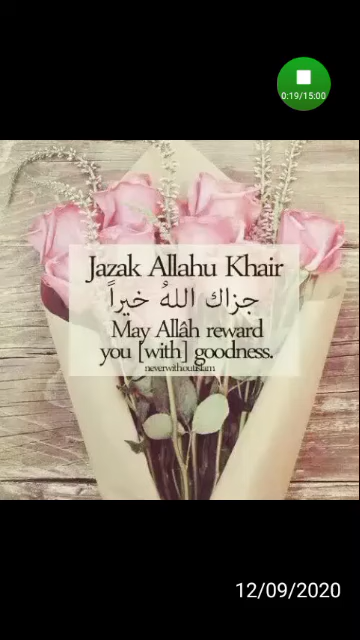 0:19/15:00
Jazak Allahu Khair
جزاك اللهُ خيراً
May Allâh reward
you [with] goodness.
neverwithoutislam
12/09/2020